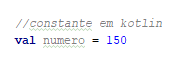 //constante em kotlin
val numero = 150